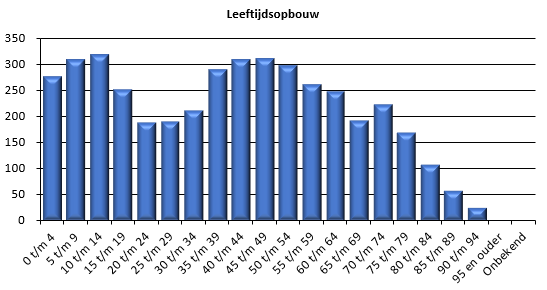 Leeftijdsopbouw
350
300
250
200
150
100
50
0
0 t/m 4
5 t/m 9
10 t/m 14
15 t/m 19
20 t/m 24
25 t/m 29
30 t/m 34
35 t/m 39
40 t/m 44
45 t/m 49
50 t/m 54
55 t/m 59
60 t/m 64
65 t/m 69
70 t/m 74
75 t/m 79
80 t/m 84
85 t/m 89
90 t/m 94
95 en ouder
Onbekend